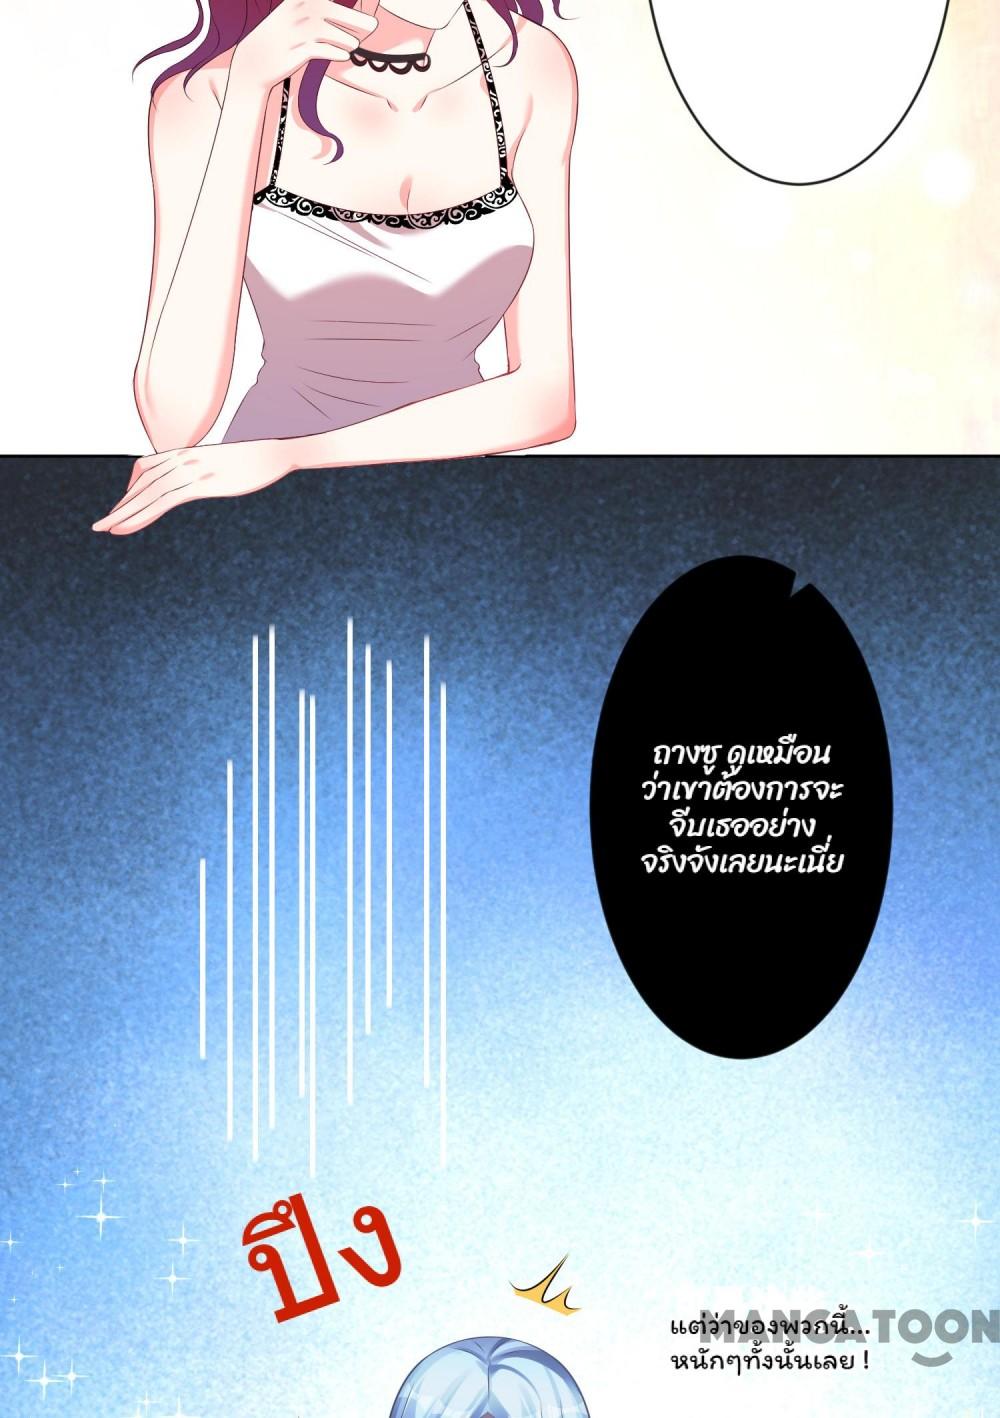 ถางซู ดูเหมือน
ว่าเขาต้องการจะ
จีบเธออย่าง
จริงจังเลยนะเนี่ย
ปึง
แต่ว่าของพวกนี้...
หนักๆทั้งนั้นเลย !
MANGATOON